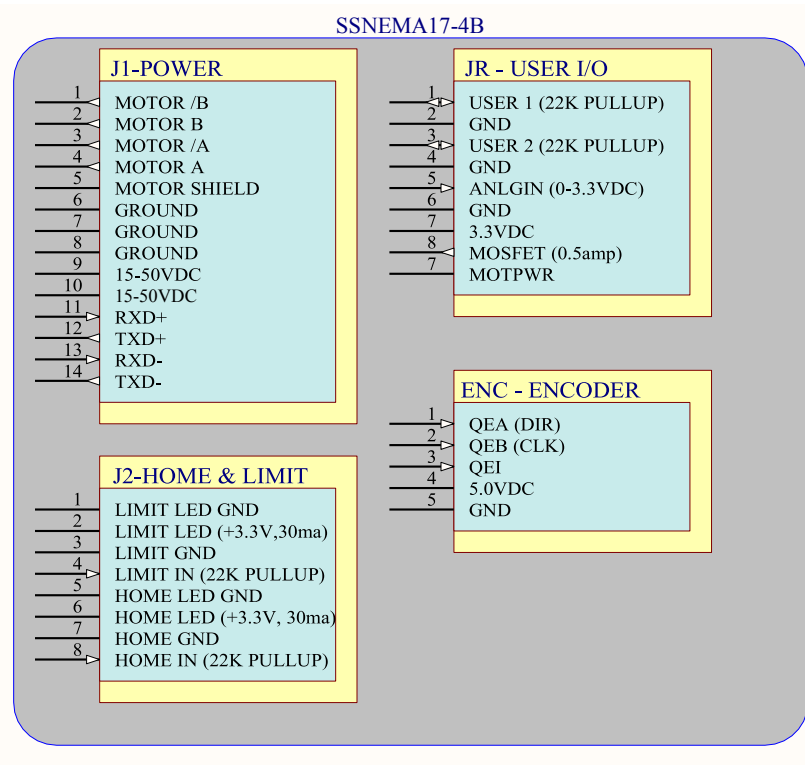 SSNEMA17-4B
J1-POWER
1 MOTOR /B
2 MOTOR B
3 MOTOR /A
4 MOTOR A
5 MOTOR SHIELD
6 GROUND
7 GROUND
8 GROUND
9 15-50VDC
10 15-50VDC
11 RXD+
12 TXD+
13 RXD-
14 TXD-
J2-HOME & LIMIT
1 LIMIT LED GND
2 LIMIT LED (+3.3V,30ma)
3 LIMIT GND
4 LIMIT IN (22K PULLUP)
5 HOME LED GND
6 HOME LED (+3.3V, 30ma)
7 HOME GND
8 HOME IN (22K PULLUP)
JR - USER I/O
1 USER 1 (22K PULLUP)
2 GND
3 USER 2 (22K PULLUP)
4 GND
5 ANLGIN (0-3.3VDC)
6 GND
7 3.3VDC
8 MOSFET (0.5amp)
7 MOTPWR
ENC - ENCODER
1 QEA (DIR)
2 QEB (CLK)
3 QEI
4 5.0VDC
5 GND